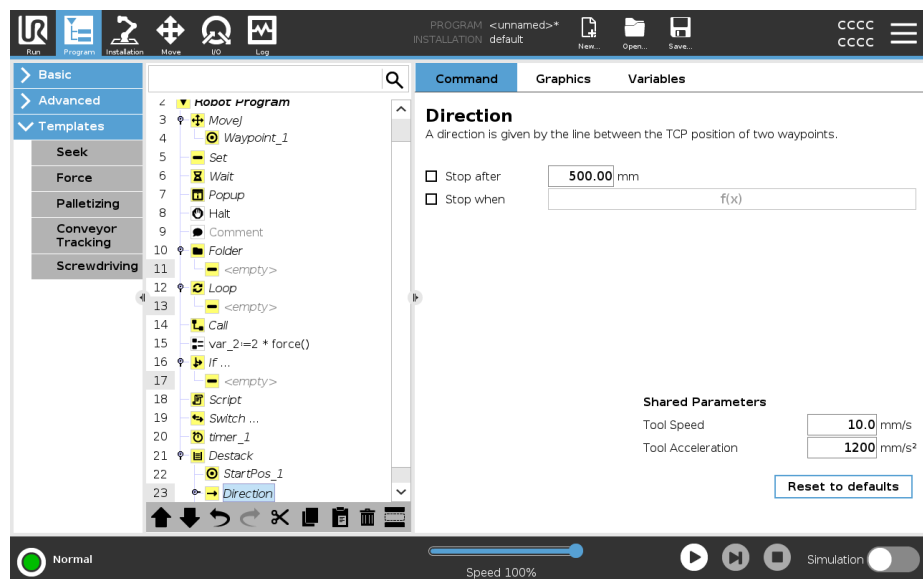 PROGRAM <unnamed>*
INSTALLATION default
CCCC
CCCC
Run
Program
Installation
Move
I/O
Log
New...
Open...
Save...
Basic
Advanced
Templates
Seek
Force
Palletizing
Conveyor
Tracking
Screwdriving
2 Robot Program
3 MoveJ
4 Waypoint_1
5 Set
6 Wait
7 Popup
8 Halt
9 Comment
10 Folder
11 <empty>
12 Loop
13 <empty>
14 Call
15 var_2:=2 * force()
16 If ...
17 <empty>
18 Script
19 Switch ...
20 timer_1
21 Destack
22 StartPos_1
23 Direction
Command Graphics Variables
Direction
A direction is given by the line between the TCP position of two waypoints.
Stop after 500.00 mm
Stop when f(x)
Shared Parameters
Tool Speed 10.0 mm/s
Tool Acceleration 1200 mm/s²
Reset to defaults
Normal
Speed 100%
Simulation